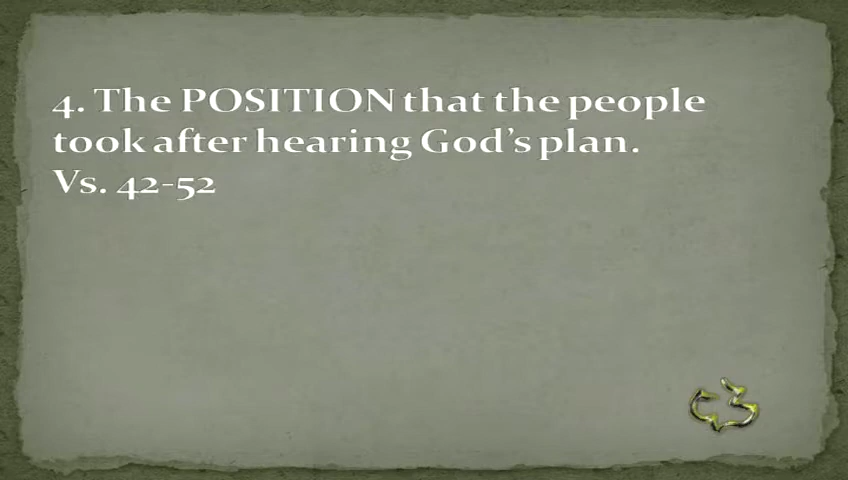 4. The POSITION that the people
took after hearing God's plan.
Vs. 42-52